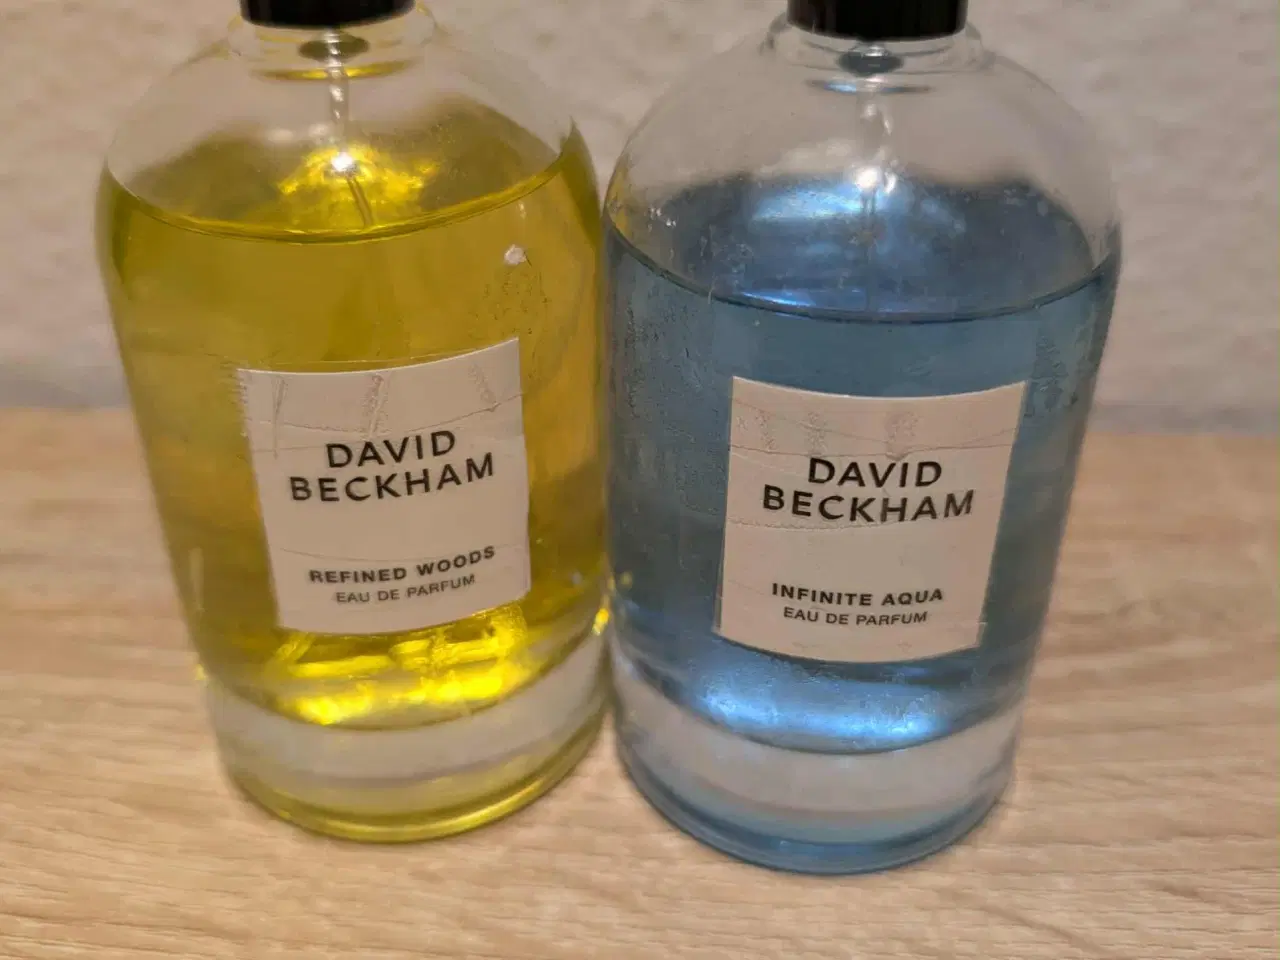 DAVID
BECKHAM
REFINED WOODS
EAU DE PARFUM
DAVID
BECKHAM
INFINITE AQUA
EAU DE PARFUM